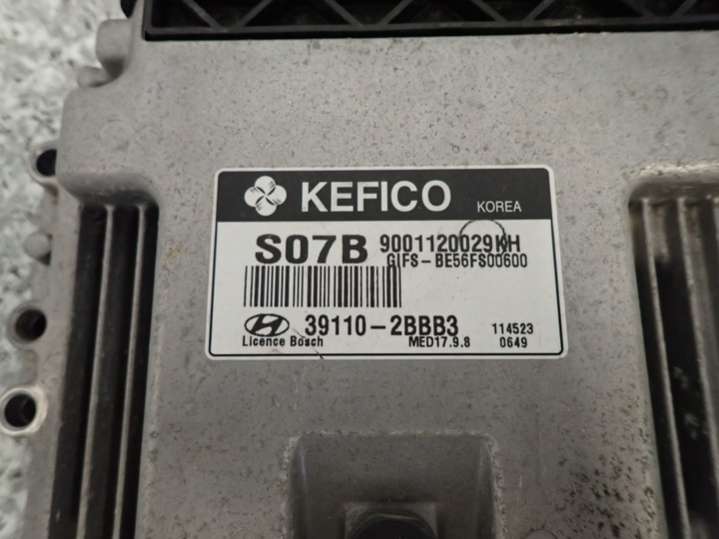 KEFICO KOREA
S07B 9001120029KH
GIFS-BE56FS00600
39110-2BBB3 114523
Licence Bosch MED17.9.8 0649